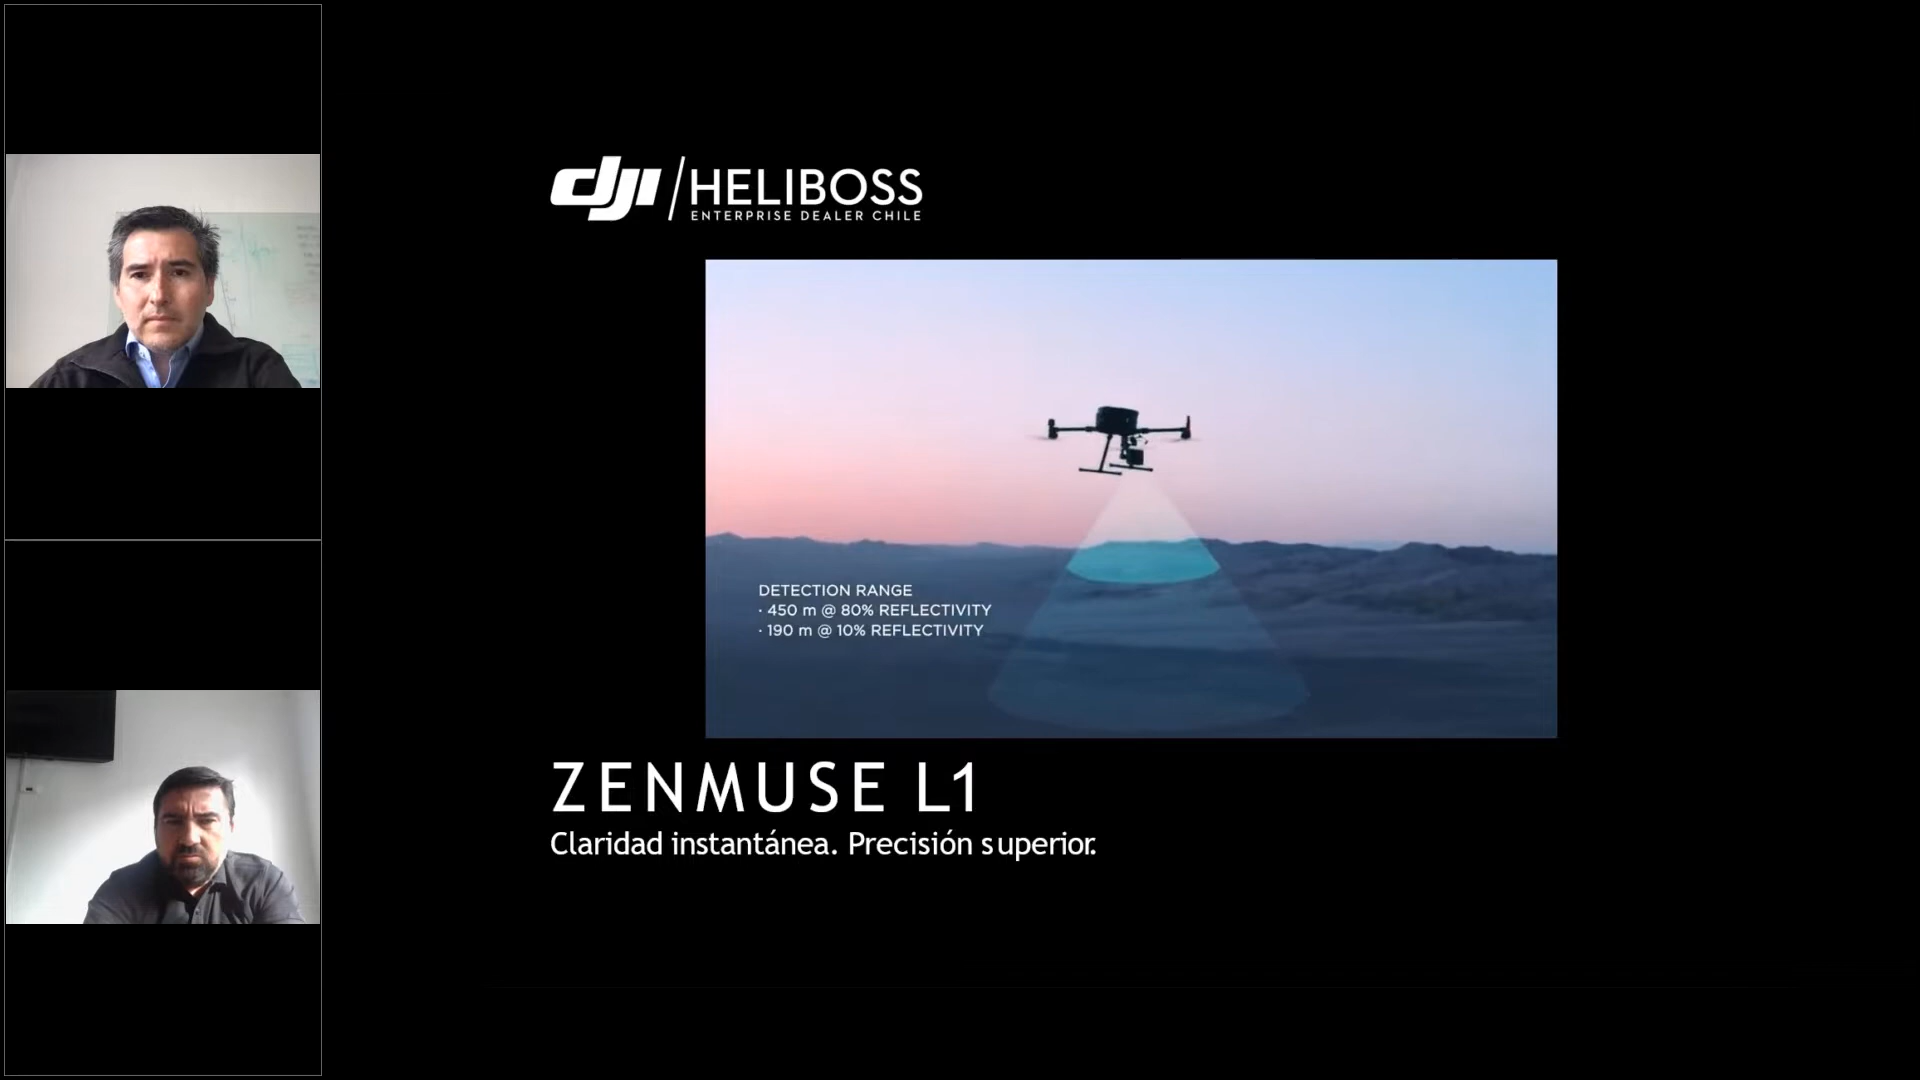 dji / HELIBOSS
ENTERPRISE DEALER CHILE
DETECTION RANGE
· 450 m @ 80% REFLECTIVITY
· 190 m @ 10% REFLECTIVITY
ZENMUSE L1
Claridad instantánea. Precisión superior.